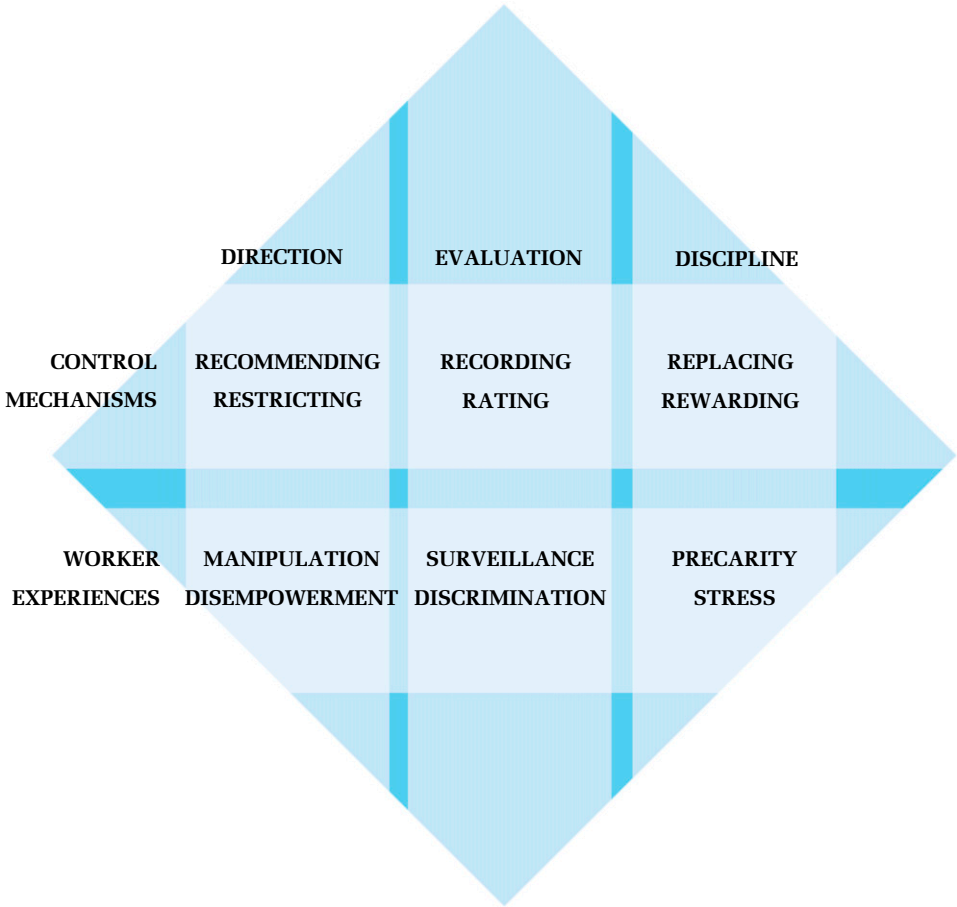 DIRECTION EVALUATION DISCIPLINE
CONTROL RECOMMENDING RECORDING REPLACING
MECHANISMS RESTRICTING RATING REWARDING
WORKER MANIPULATION SURVEILLANCE PRECARITY
EXPERIENCES DISEMPOWERMENT DISCRIMINATION STRESS